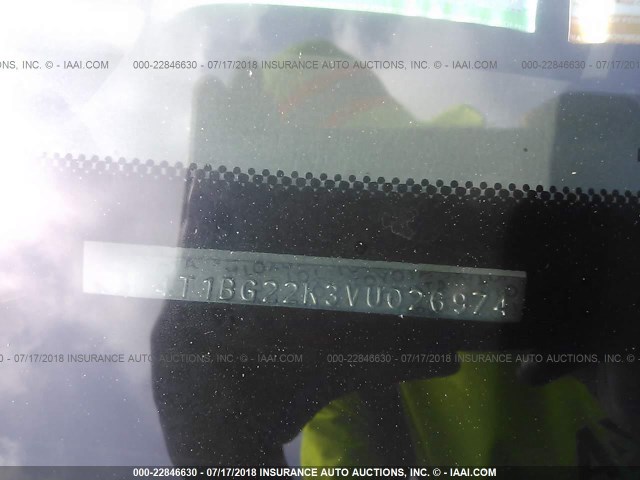 INC. © - IAAI.COM 000-22846630 - 07/17/2018 INSURANCE AUTO AUCTIONS, INC. © - IAAI.COM 000-22846630 - 07/17/2018
4T1BG22K3VU026974
- 07/17/2018 INSURANCE AUTO AUCTIONS, INC. © - IAAI.COM 000-22846630 - 07/17/2018 INSURANCE AUTO AUCTIONS, INC. © - IAAI.COM
000-22846630 - 07/17/2018 INSURANCE AUTO AUCTIONS, INC. © - IAAI.COM